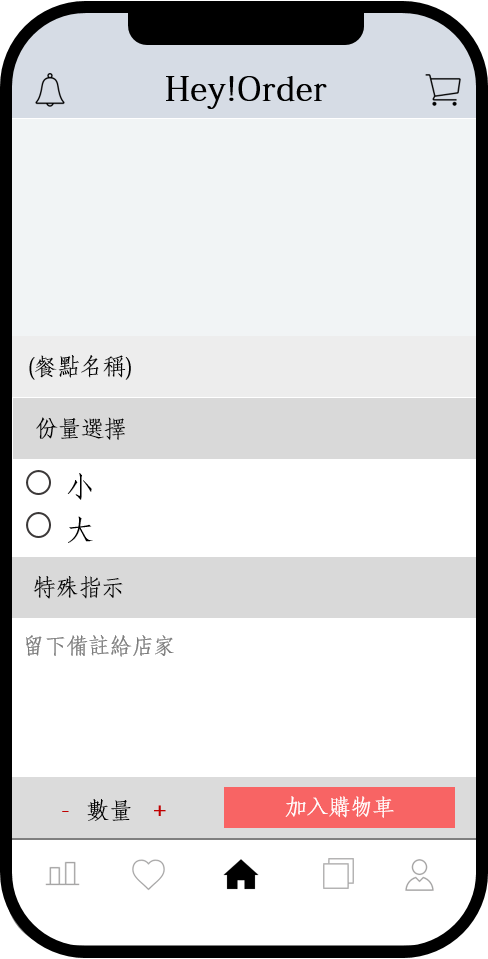 Hey!Order
(餐點名稱)
份量選擇
小
大
特殊指示
留下備註給店家
- 數量 + 加入購物車